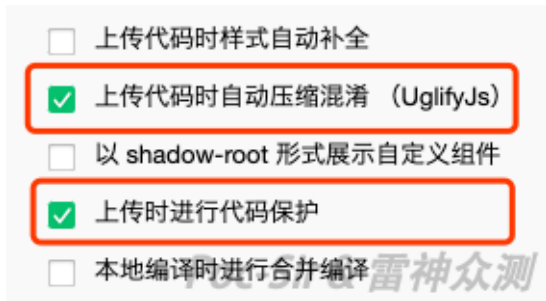 上传代码时样式自动补全
上传代码时自动压缩混淆 （UglifyJs）
以 shadow-root 形式展示自定义组件
上传时进行代码保护
本地编译时进行合并编译
雷神众测